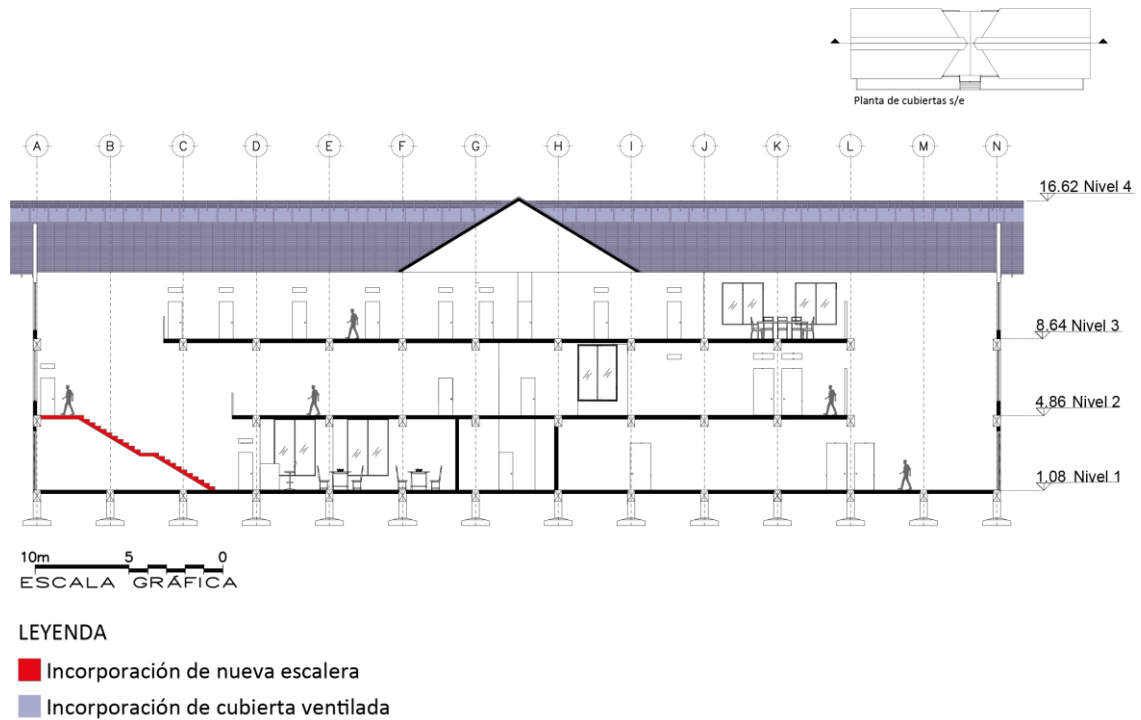 Planta de cubiertas s/e
A B C D E F G H I J K L M N
16.62 Nivel 4
8.64 Nivel 3
4.86 Nivel 2
1.08 Nivel 1
10m 5 0
ESCALA GRÁFICA
LEYENDA
Incorporación de nueva escalera
Incorporación de cubierta ventilada